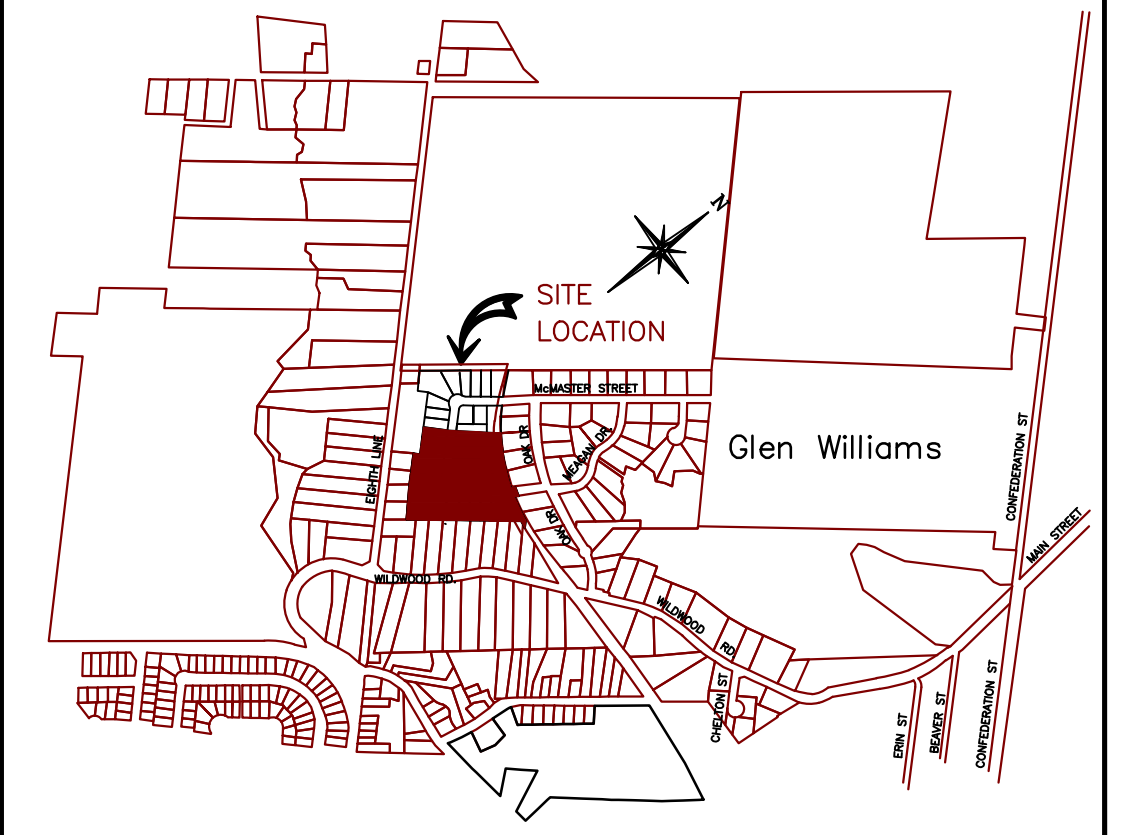 N
SITE
LOCATION
McMASTER STREET
OAK DR
MEAGAN DR.
Glen Williams
EIGHTH LINE
CONFEDERATION ST
OAK DR
MAIN STREET
WILDWOOD RD.
WILDWOOD RD
CHELTON ST
ERIN ST
BEAVER ST
CONFEDERATION ST